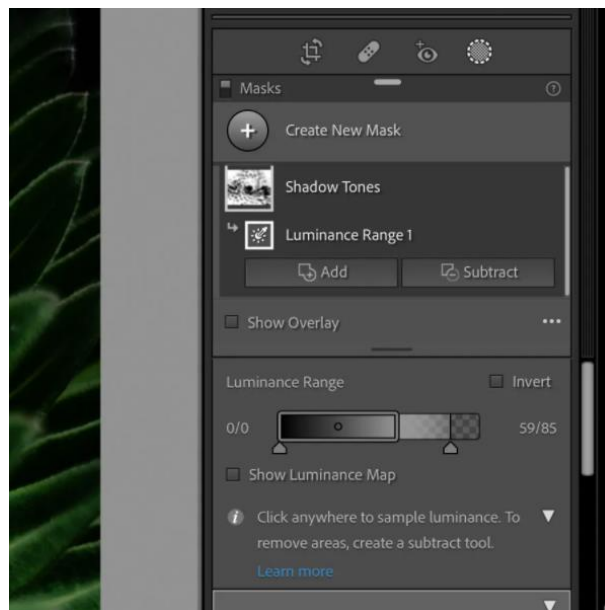 Masks
Create New Mask
Shadow Tones
Luminance Range 1
Add
Subtract
Show Overlay
Luminance Range
Invert
0/0
59/85
Show Luminance Map
Click anywhere to sample luminance. To
remove areas, create a subtract tool.
Learn more